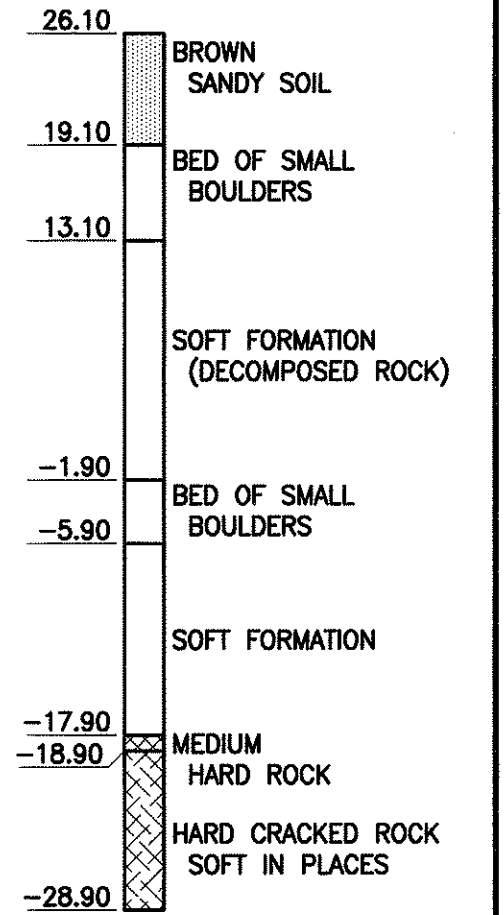 26.10
BROWN
SANDY SOIL
19.10
BED OF SMALL
BOULDERS
13.10
SOFT FORMATION
(DECOMPOSED ROCK)
−1.90
BED OF SMALL
BOULDERS
−5.90
SOFT FORMATION
−17.90
−18.90
MEDIUM
HARD ROCK
HARD CRACKED ROCK
SOFT IN PLACES
−28.90